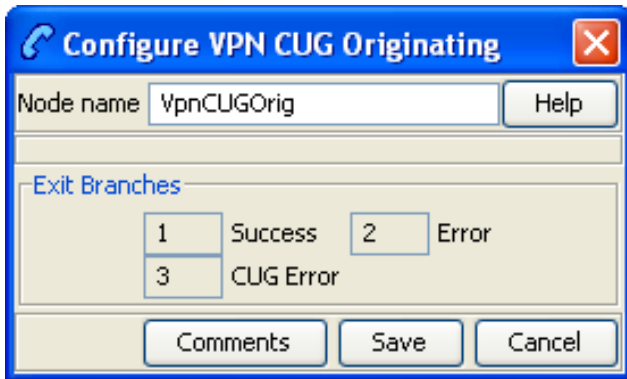 Configure VPN CUG Originating
Node name VpnCUGOrig Help
Exit Branches
1 Success 2 Error
3 CUG Error
Comments Save Cancel